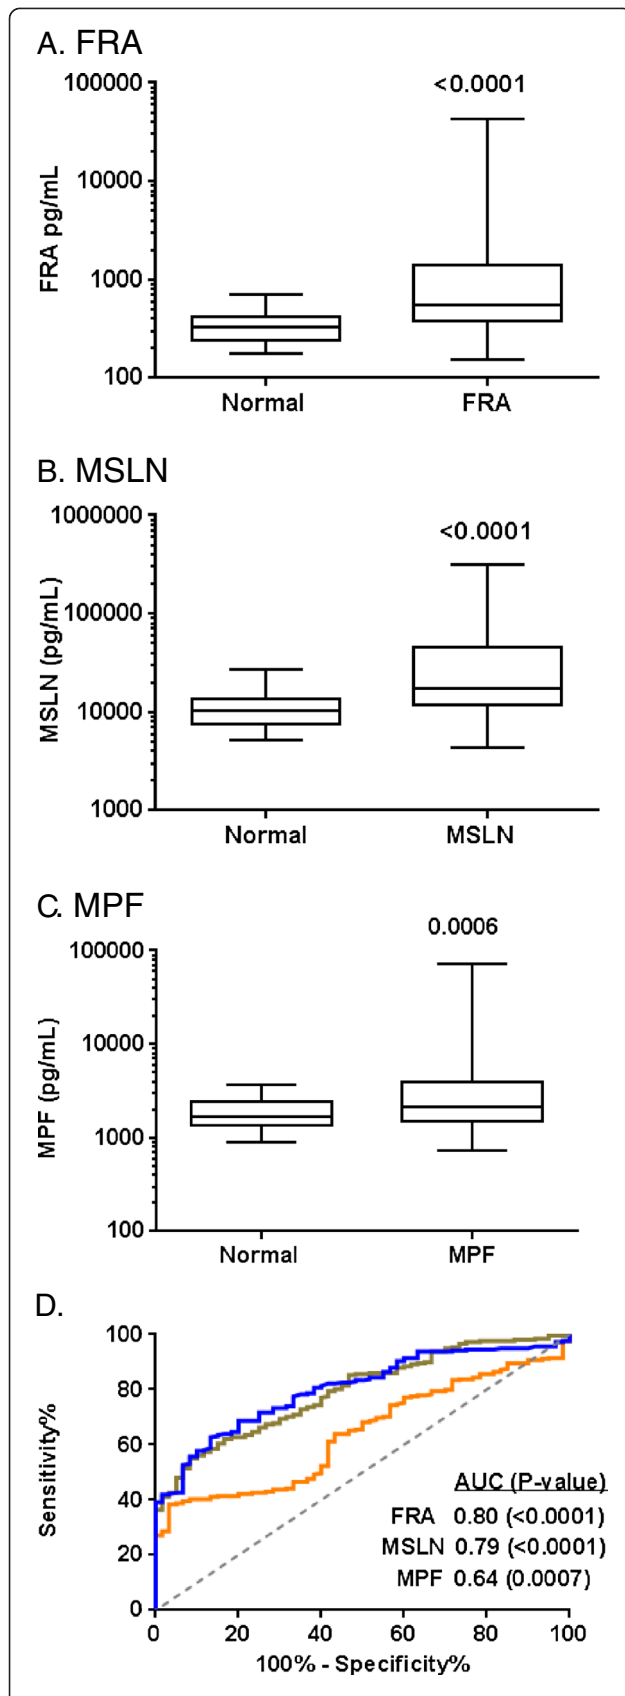 A. FRA
<0.0001
100000
10000
1000
100
FRA pg/mL
Normal
FRA
B. MSLN
<0.0001
1000000
100000
10000
1000
MSLN (pg/mL)
Normal
MSLN
C. MPF
0.0006
100000
10000
1000
100
MPF (pg/mL)
Normal
MPF
D.
100
80
60
40
20
0
Sensitivity%
AUC (P-value)
FRA 0.80 (<0.0001)
MSLN 0.79 (<0.0001)
MPF 0.64 (0.0007)
0 20 40 60 80 100
100% - Specificity%